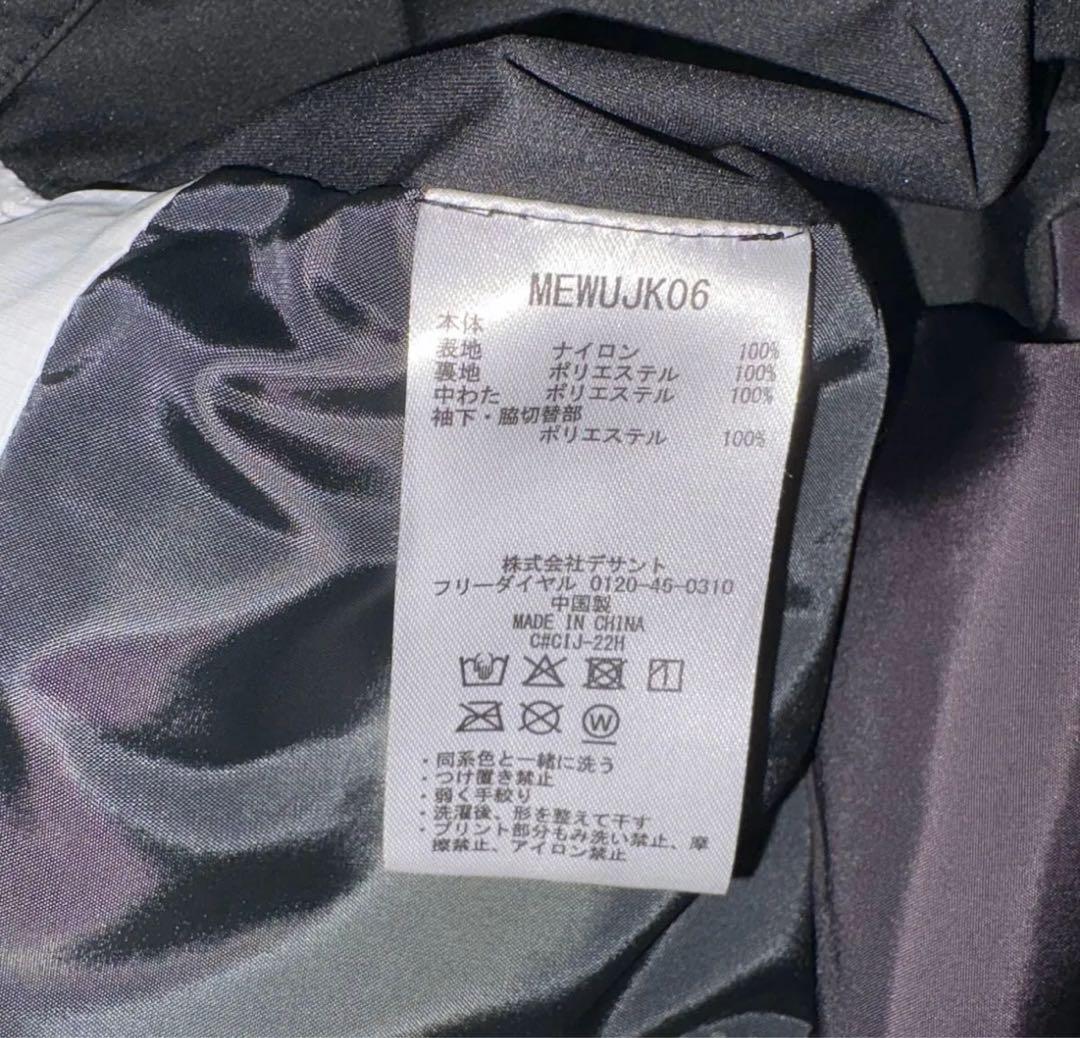 MEWUJK06
本体
表地 ナイロン 100%
裏地 ポリエステル 100%
中わた ポリエステル 100%
袖下・脇切替部
ポリエステル 100%
株式会社デサント
フリーダイヤル 0120-46-0310
中国製
MADE IN CHINA
C#CIJ-22H
W
・同系色と一緒に洗う
・つけ置き禁止
・弱く手絞り
・洗濯後、形を整えて干す
・プリント部分もみ洗い禁止、摩
擦禁止、アイロン禁止